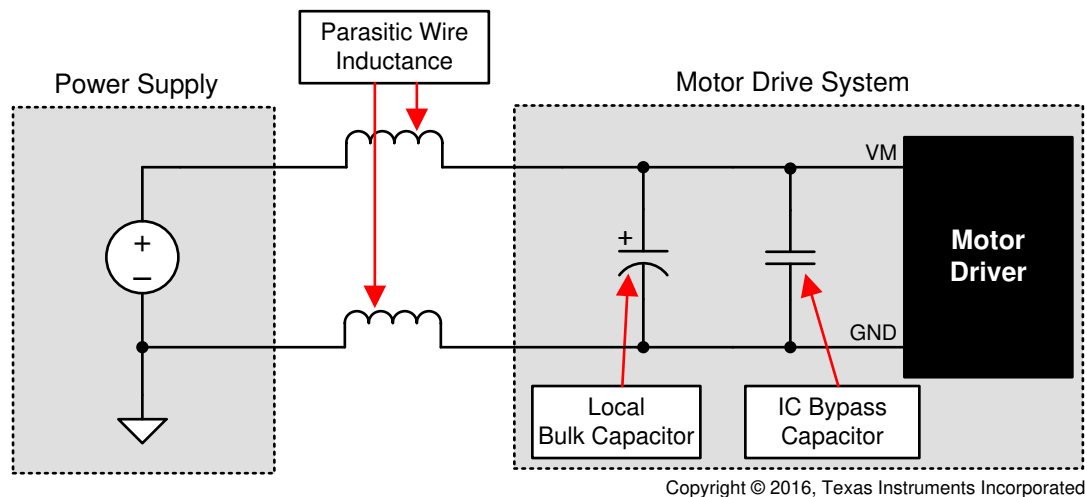 Parasitic Wire
Inductance
Power Supply
Motor Drive System
VM
+
–
+
Motor
Driver
GND
Local
Bulk Capacitor
IC Bypass
Capacitor
Copyright © 2016, Texas Instruments Incorporated